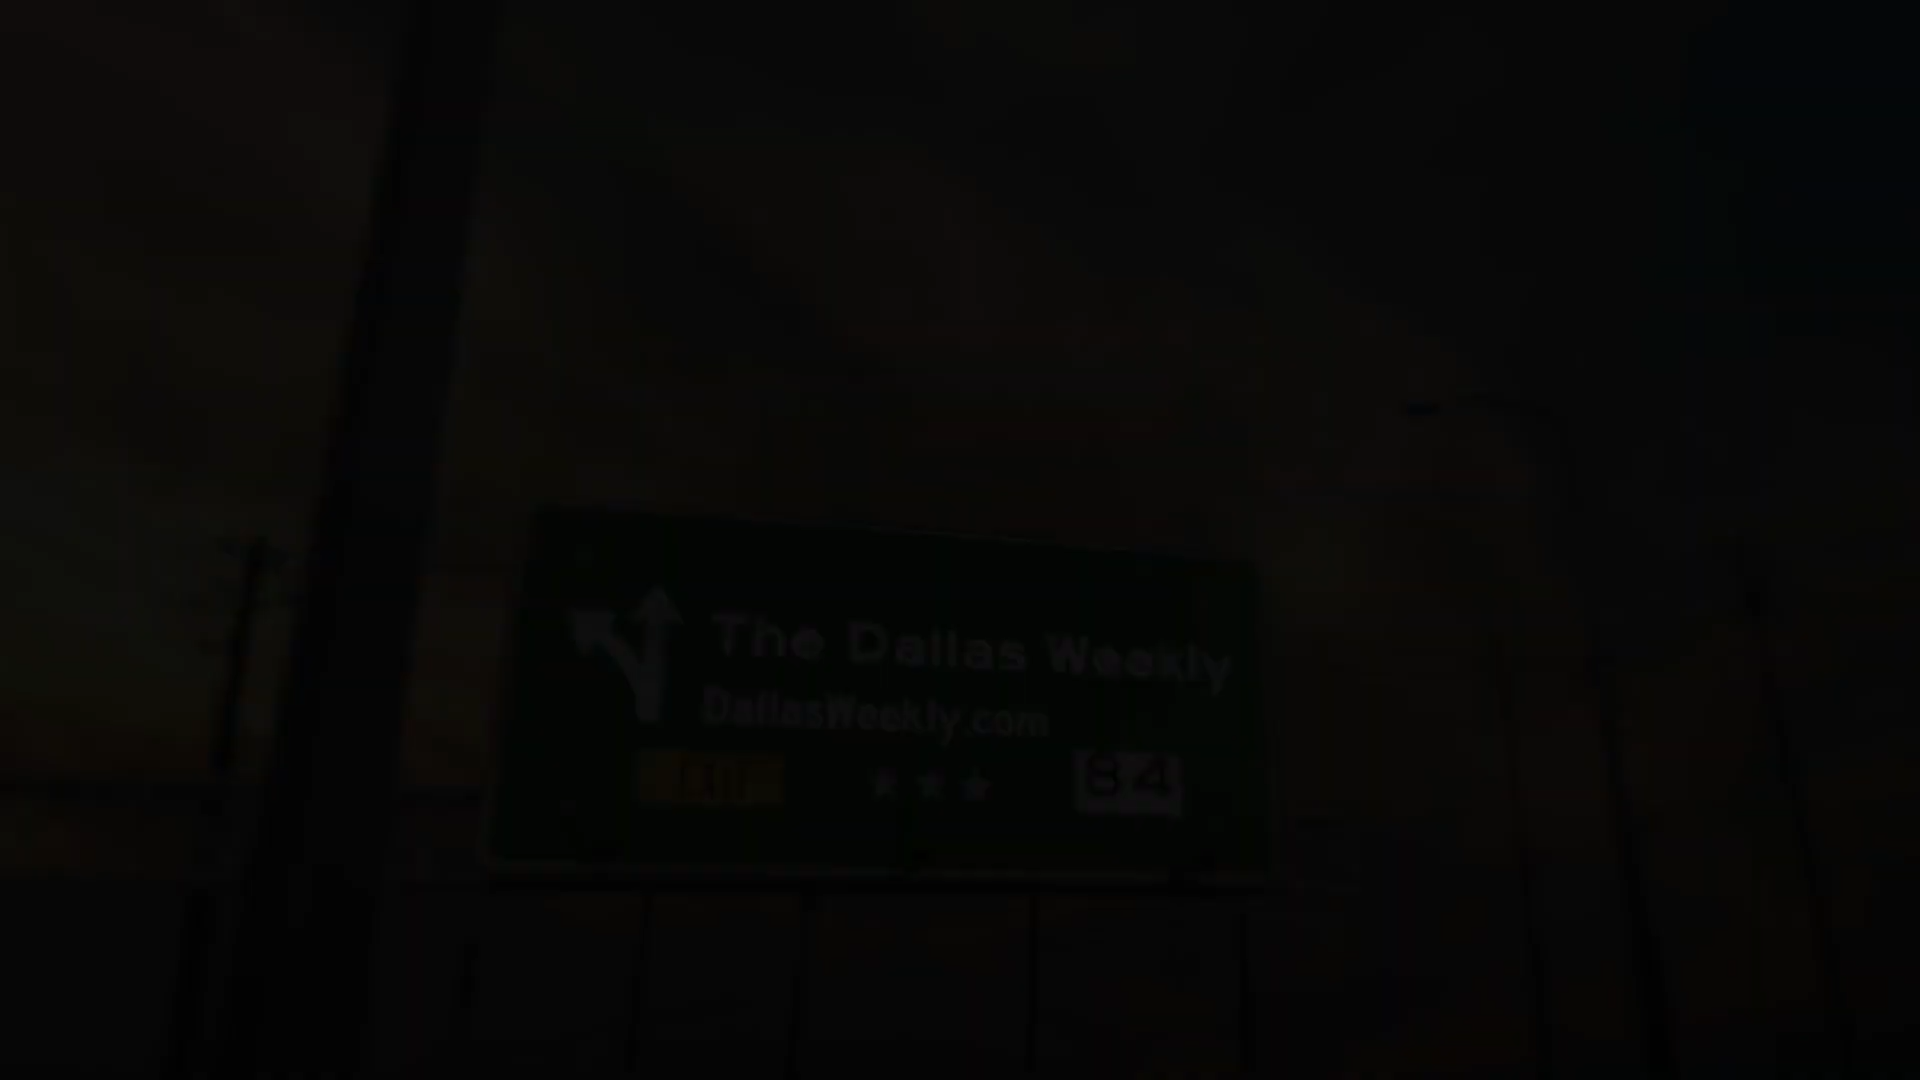 The Dallas Weekly
DallasWeekly.com
★ ★ ★ 84